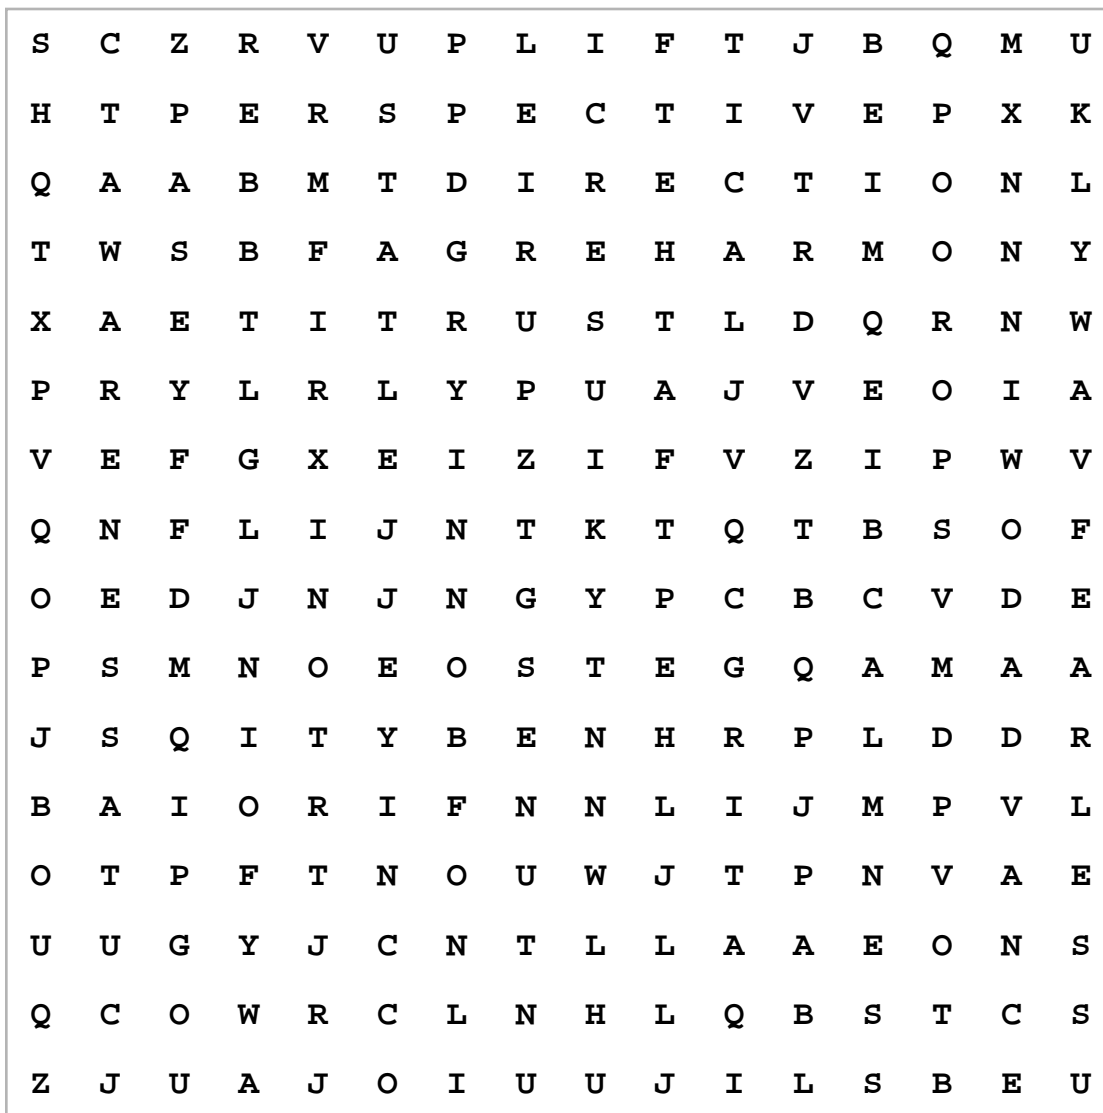 S C Z R V U P L I F T J B Q M U
H T P E R S P E C T I V E P X K
Q A A B M T D I R E C T I O N L
T W S B F A G R E H A R M O N Y
X A E T I T R U S T L D Q R N W
P R Y L R L Y P U A J V E O I A
V E F G X E I Z I F V Z I P W V
Q N F L I J N T K T Q T B S O F
O E D J N J N G Y P C B C V D E
P S M N O E O S T E G Q A M A A
J S Q I T Y B E N H R P L D D R
B A I O R I F N N L I J M P V L
O T P F T N O U W J T P N V A E
U U G Y J C N T L L A A E O N S
Q C O W R C L N H L Q B S T C S
Z J U A J O I U U J I L S B E U